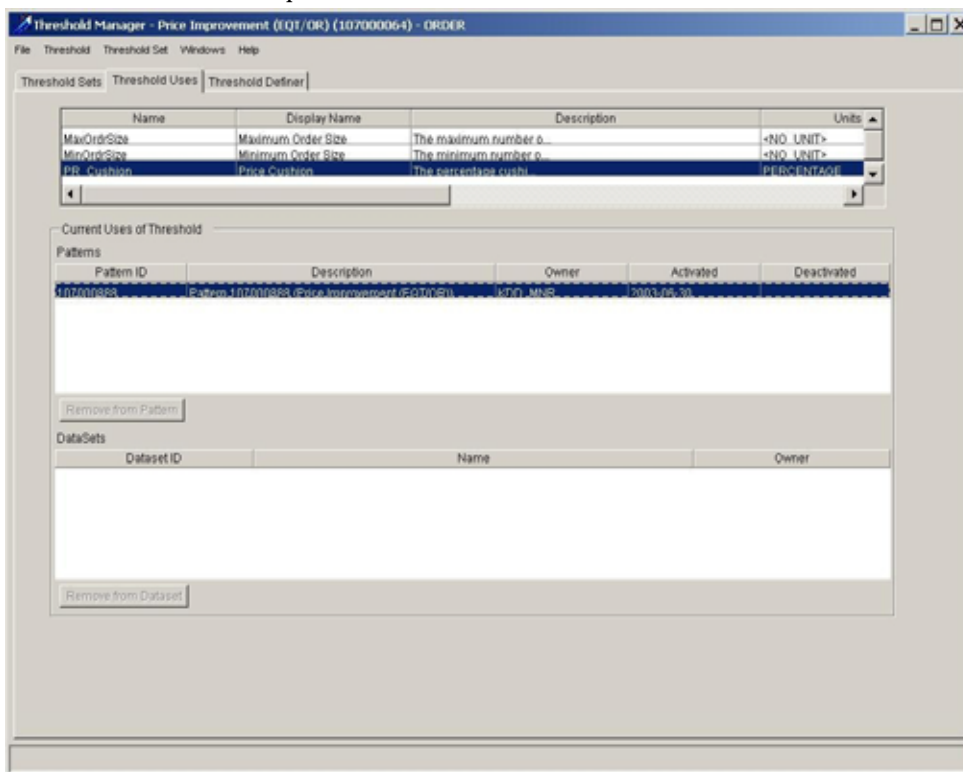 Threshold Manager - Price Improvement (EQT/OR) (107000064) - ORDER
File Threshold Threshold Set Windows Help
Threshold Sets Threshold Uses Threshold Definer
Name Display Name Description Units
MaxOrdrSize Maximum Order Size The maximum number o... <NO_UNIT>
MinOrdrSize Minimum Order Size The minimum number o... <NO_UNIT>
PR_Cushion Price Cushion The percentage cushi... PERCENTAGE
Current Uses of Threshold
Patterns
Pattern ID Description Owner Activated Deactivated
107000888 Pattern 107000888 (Price Improvement (EQT/OR)) KDD_MNR 2003-06-30
Remove from Pattern
DataSets
Dataset ID Name Owner
Remove from Dataset